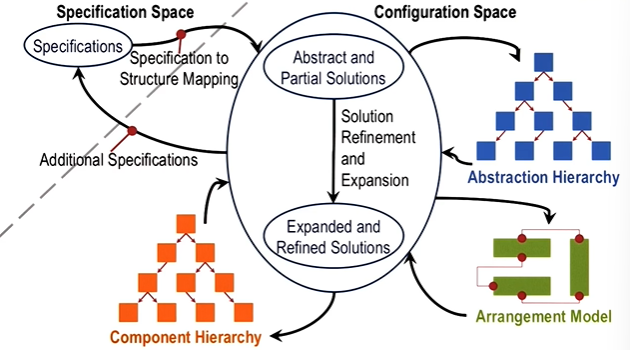 Specification Space
Configuration Space
Specifications
Specification to
Structure Mapping
Abstract and
Partial Solutions
Solution
Refinement
and
Expansion
Additional Specifications
Abstraction Hierarchy
Expanded and
Refined Solutions
Arrangement Model
Component Hierarchy